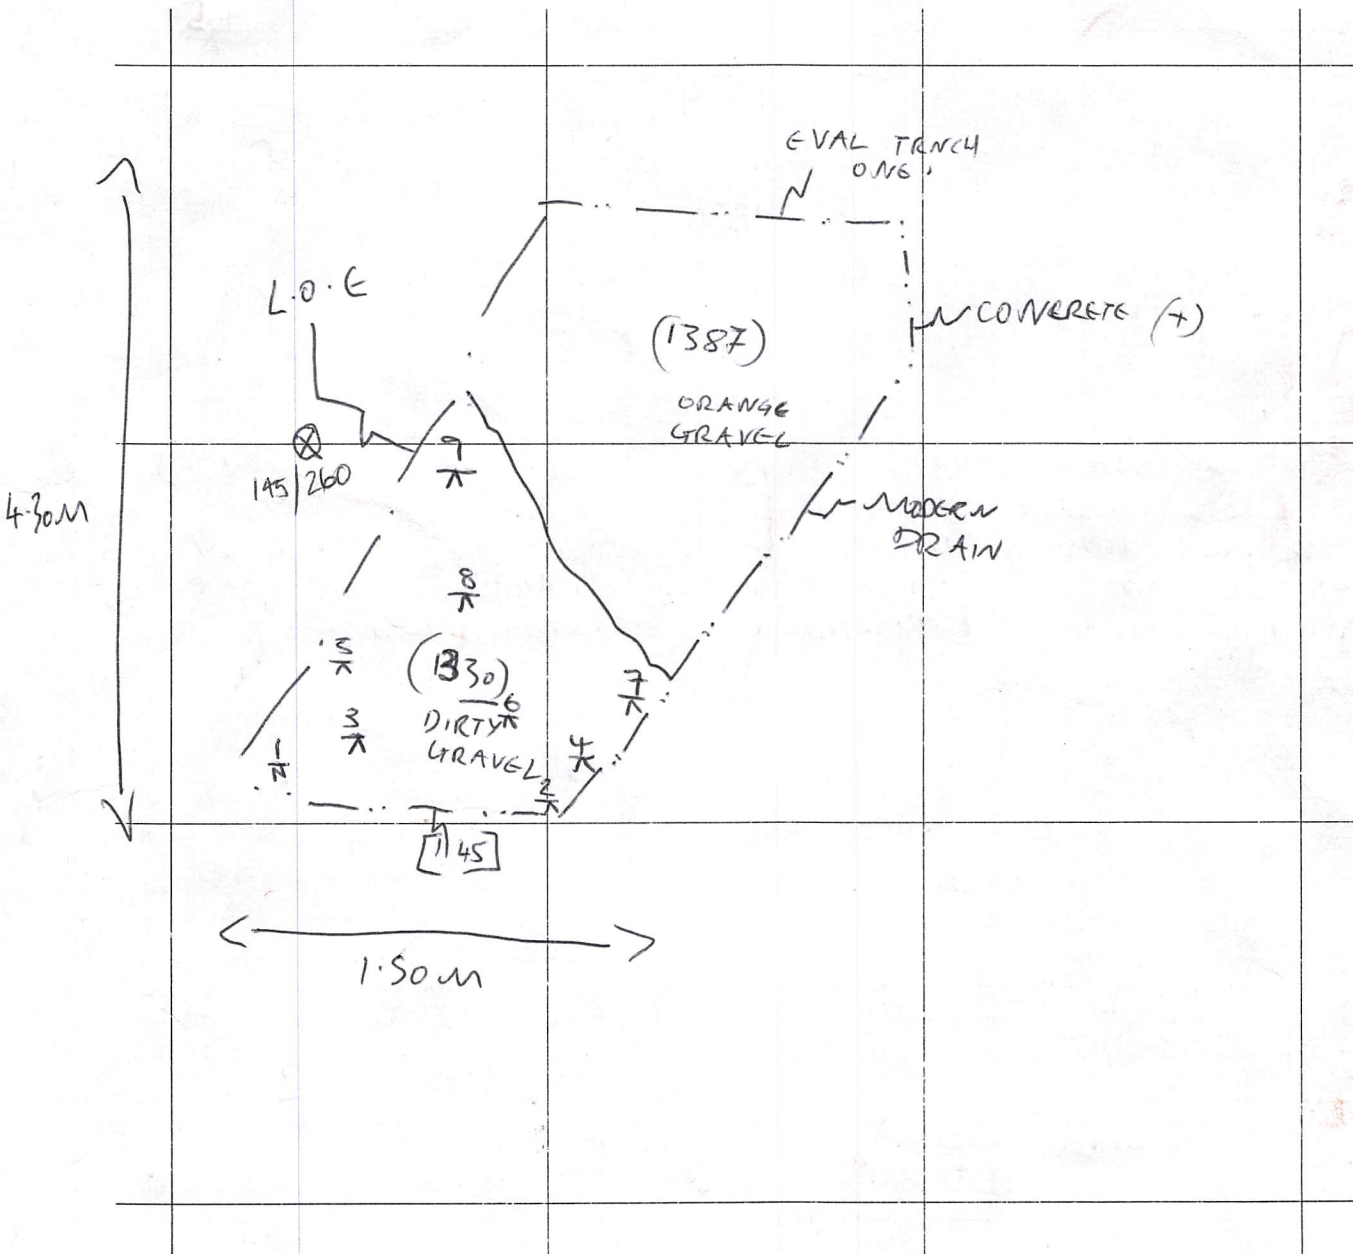 EVAL TRNCH
ONE.
L.O.E
CONCRETE (+)
(1387)
ORANGE
GRAVEL
9
145/260
4.30M
MODERN
DRAIN
8
5
(1330)
7
6
3
DIRTY
GRAVEL
4
1
2
[1145]
1.50M